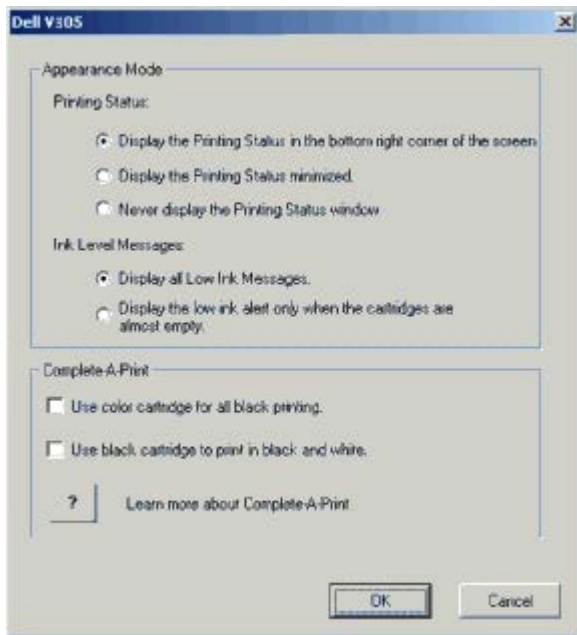 Dell V305
Appearance Mode
Printing Status:
Display the Printing Status in the bottom right corner of the screen
Display the Printing Status minimized.
Never display the Printing Status window
Ink Level Messages:
Display all Low Ink Messages.
Display the low ink alert only when the cartridges are
almost empty.
Complete-A-Print
Use color cartridge for all black printing.
Use black cartridge to print in black and white.
?
Learn more about Complete-A-Print
OK
Cancel